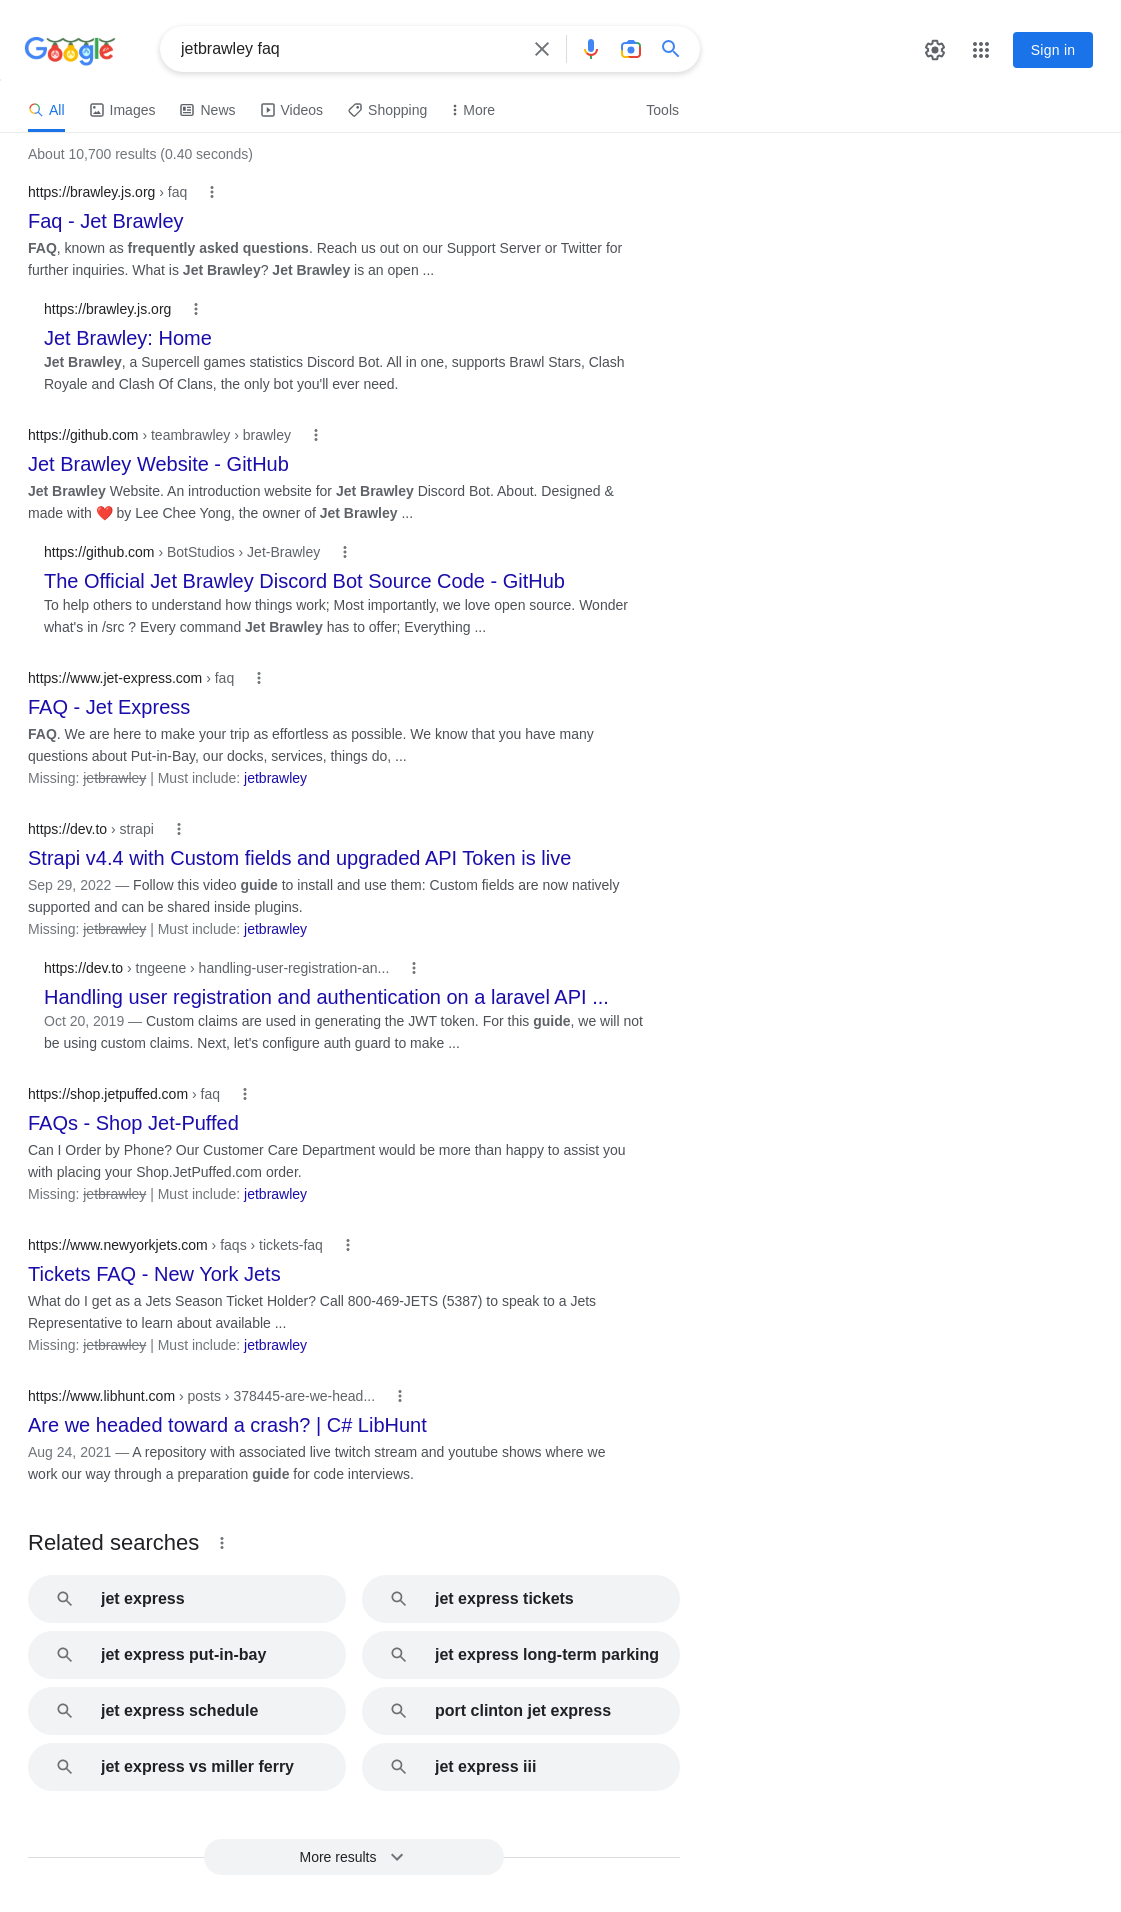 Google
jetbrawley faq
Sign in
All Images News Videos Shopping More Tools
About 10,700 results (0.40 seconds)
https://brawley.js.org › faq
Faq - Jet Brawley
FAQ, known as frequently asked questions. Reach us out on our Support Server or Twitter for
further inquiries. What is Jet Brawley? Jet Brawley is an open ...
https://brawley.js.org
Jet Brawley: Home
Jet Brawley, a Supercell games statistics Discord Bot. All in one, supports Brawl Stars, Clash
Royale and Clash Of Clans, the only bot you'll ever need.
https://github.com › teambrawley › brawley
Jet Brawley Website - GitHub
Jet Brawley Website. An introduction website for Jet Brawley Discord Bot. About. Designed &
made with ❤️ by Lee Chee Yong, the owner of Jet Brawley ...
https://github.com › BotStudios › Jet-Brawley
The Official Jet Brawley Discord Bot Source Code - GitHub
To help others to understand how things work; Most importantly, we love open source. Wonder
what's in /src ? Every command Jet Brawley has to offer; Everything ...
https://www.jet-express.com › faq
FAQ - Jet Express
FAQ. We are here to make your trip as effortless as possible. We know that you have many
questions about Put-in-Bay, our docks, services, things do, ...
Missing: jetbrawley | Must include: jetbrawley
https://dev.to › strapi
Strapi v4.4 with Custom fields and upgraded API Token is live
Sep 29, 2022 — Follow this video guide to install and use them: Custom fields are now natively
supported and can be shared inside plugins.
Missing: jetbrawley | Must include: jetbrawley
https://dev.to › tngeene › handling-user-registration-an...
Handling user registration and authentication on a laravel API ...
Oct 20, 2019 — Custom claims are used in generating the JWT token. For this guide, we will not
be using custom claims. Next, let's configure auth guard to make ...
https://shop.jetpuffed.com › faq
FAQs - Shop Jet-Puffed
Can I Order by Phone? Our Customer Care Department would be more than happy to assist you
with placing your Shop.JetPuffed.com order.
Missing: jetbrawley | Must include: jetbrawley
https://www.newyorkjets.com › faqs › tickets-faq
Tickets FAQ - New York Jets
What do I get as a Jets Season Ticket Holder? Call 800-469-JETS (5387) to speak to a Jets
Representative to learn about available ...
Missing: jetbrawley | Must include: jetbrawley
https://www.libhunt.com › posts › 378445-are-we-head...
Are we headed toward a crash? | C# LibHunt
Aug 24, 2021 — A repository with associated live twitch stream and youtube shows where we
work our way through a preparation guide for code interviews.
Related searches
jet express
jet express tickets
jet express put-in-bay
jet express long-term parking
jet express schedule
port clinton jet express
jet express vs miller ferry
jet express iii
More results